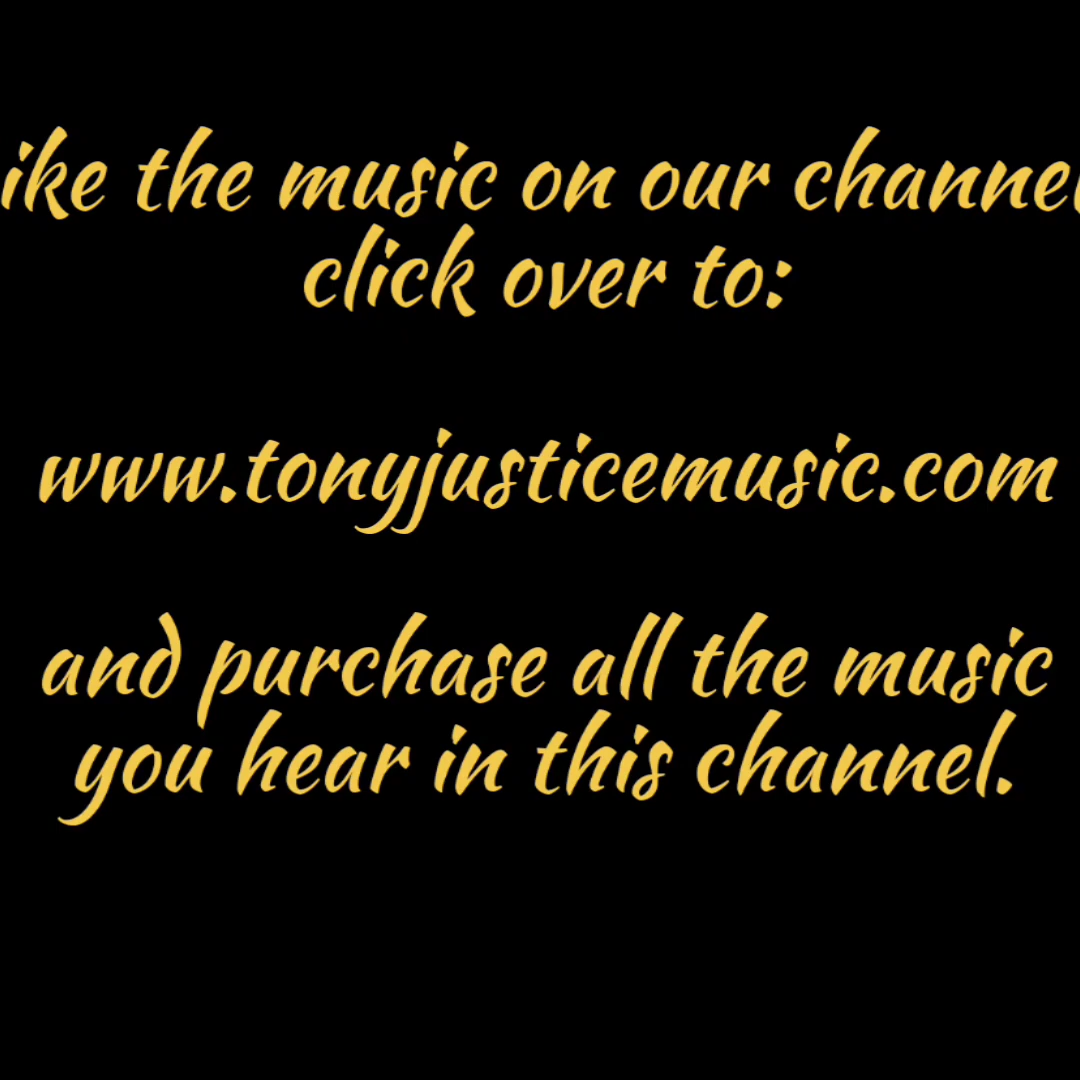 ike the music on our channel
click over to:
www.tonyjusticemusic.com
and purchase all the music
you hear in this channel.